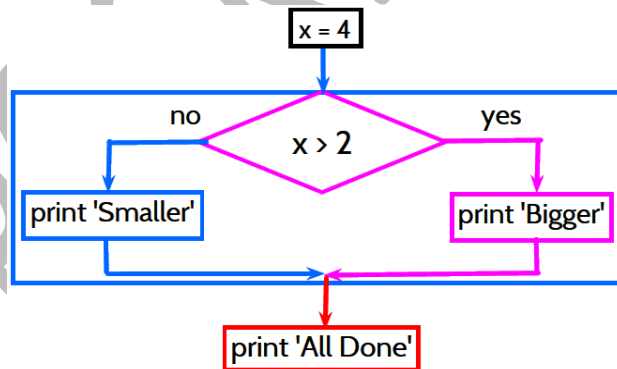 x = 4
no
yes
x > 2
print 'Smaller'
print 'Bigger'
print 'All Done'